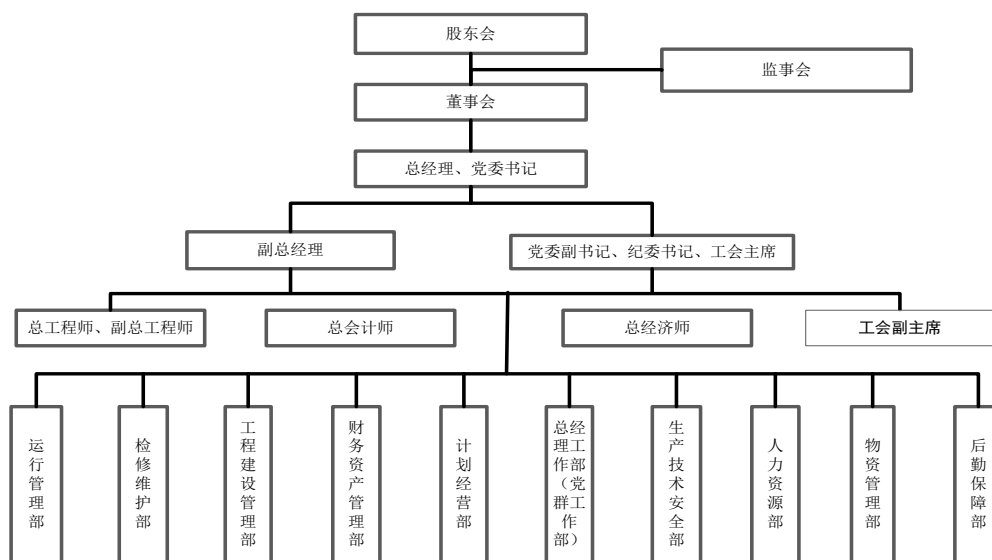 股东会
监事会
董事会
总经理、党委书记
副总经理
党委副书记、纪委书记、工会主席
总工程师、副总工程师
总会计师
总经济师
工会副主席
运行管理部
检修维护部
工程建设管理部
财务资产管理部
计划经营部
总经理工作部（党群工作部）
生产技术安全部
人力资源部
物资管理部
后勤保障部